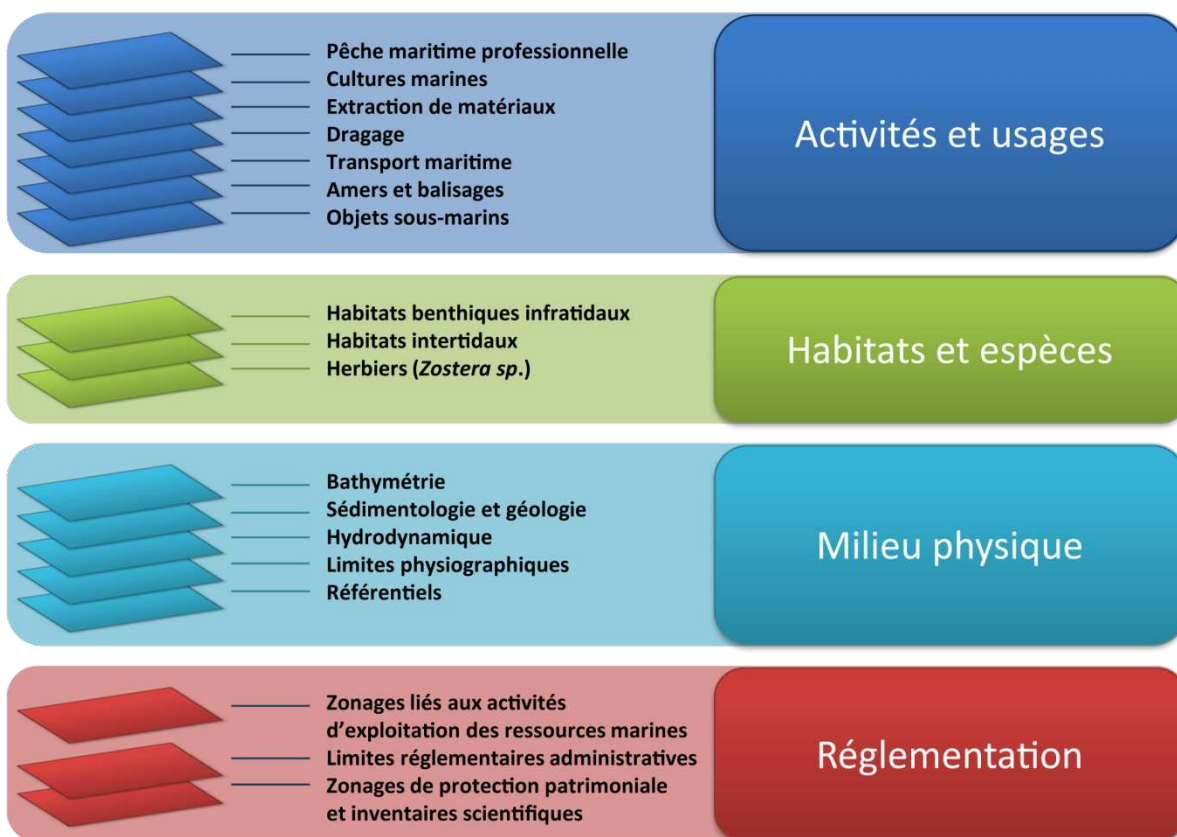 Pêche maritime professionnelle
Cultures marines
Extraction de matériaux
Dragage
Transport maritime
Amers et balisages
Objets sous-marins
Activités et usages
Habitats benthiques infratidaux
Habitats intertidaux
Herbiers (Zostera sp.)
Habitats et espèces
Bathymétrie
Sédimentologie et géologie
Hydrodynamique
Limites physiographiques
Référentiels
Milieu physique
Zonages liés aux activités
d’exploitation des ressources marines
Limites réglementaires administratives
Zonages de protection patrimoniale
et inventaires scientifiques
Réglementation